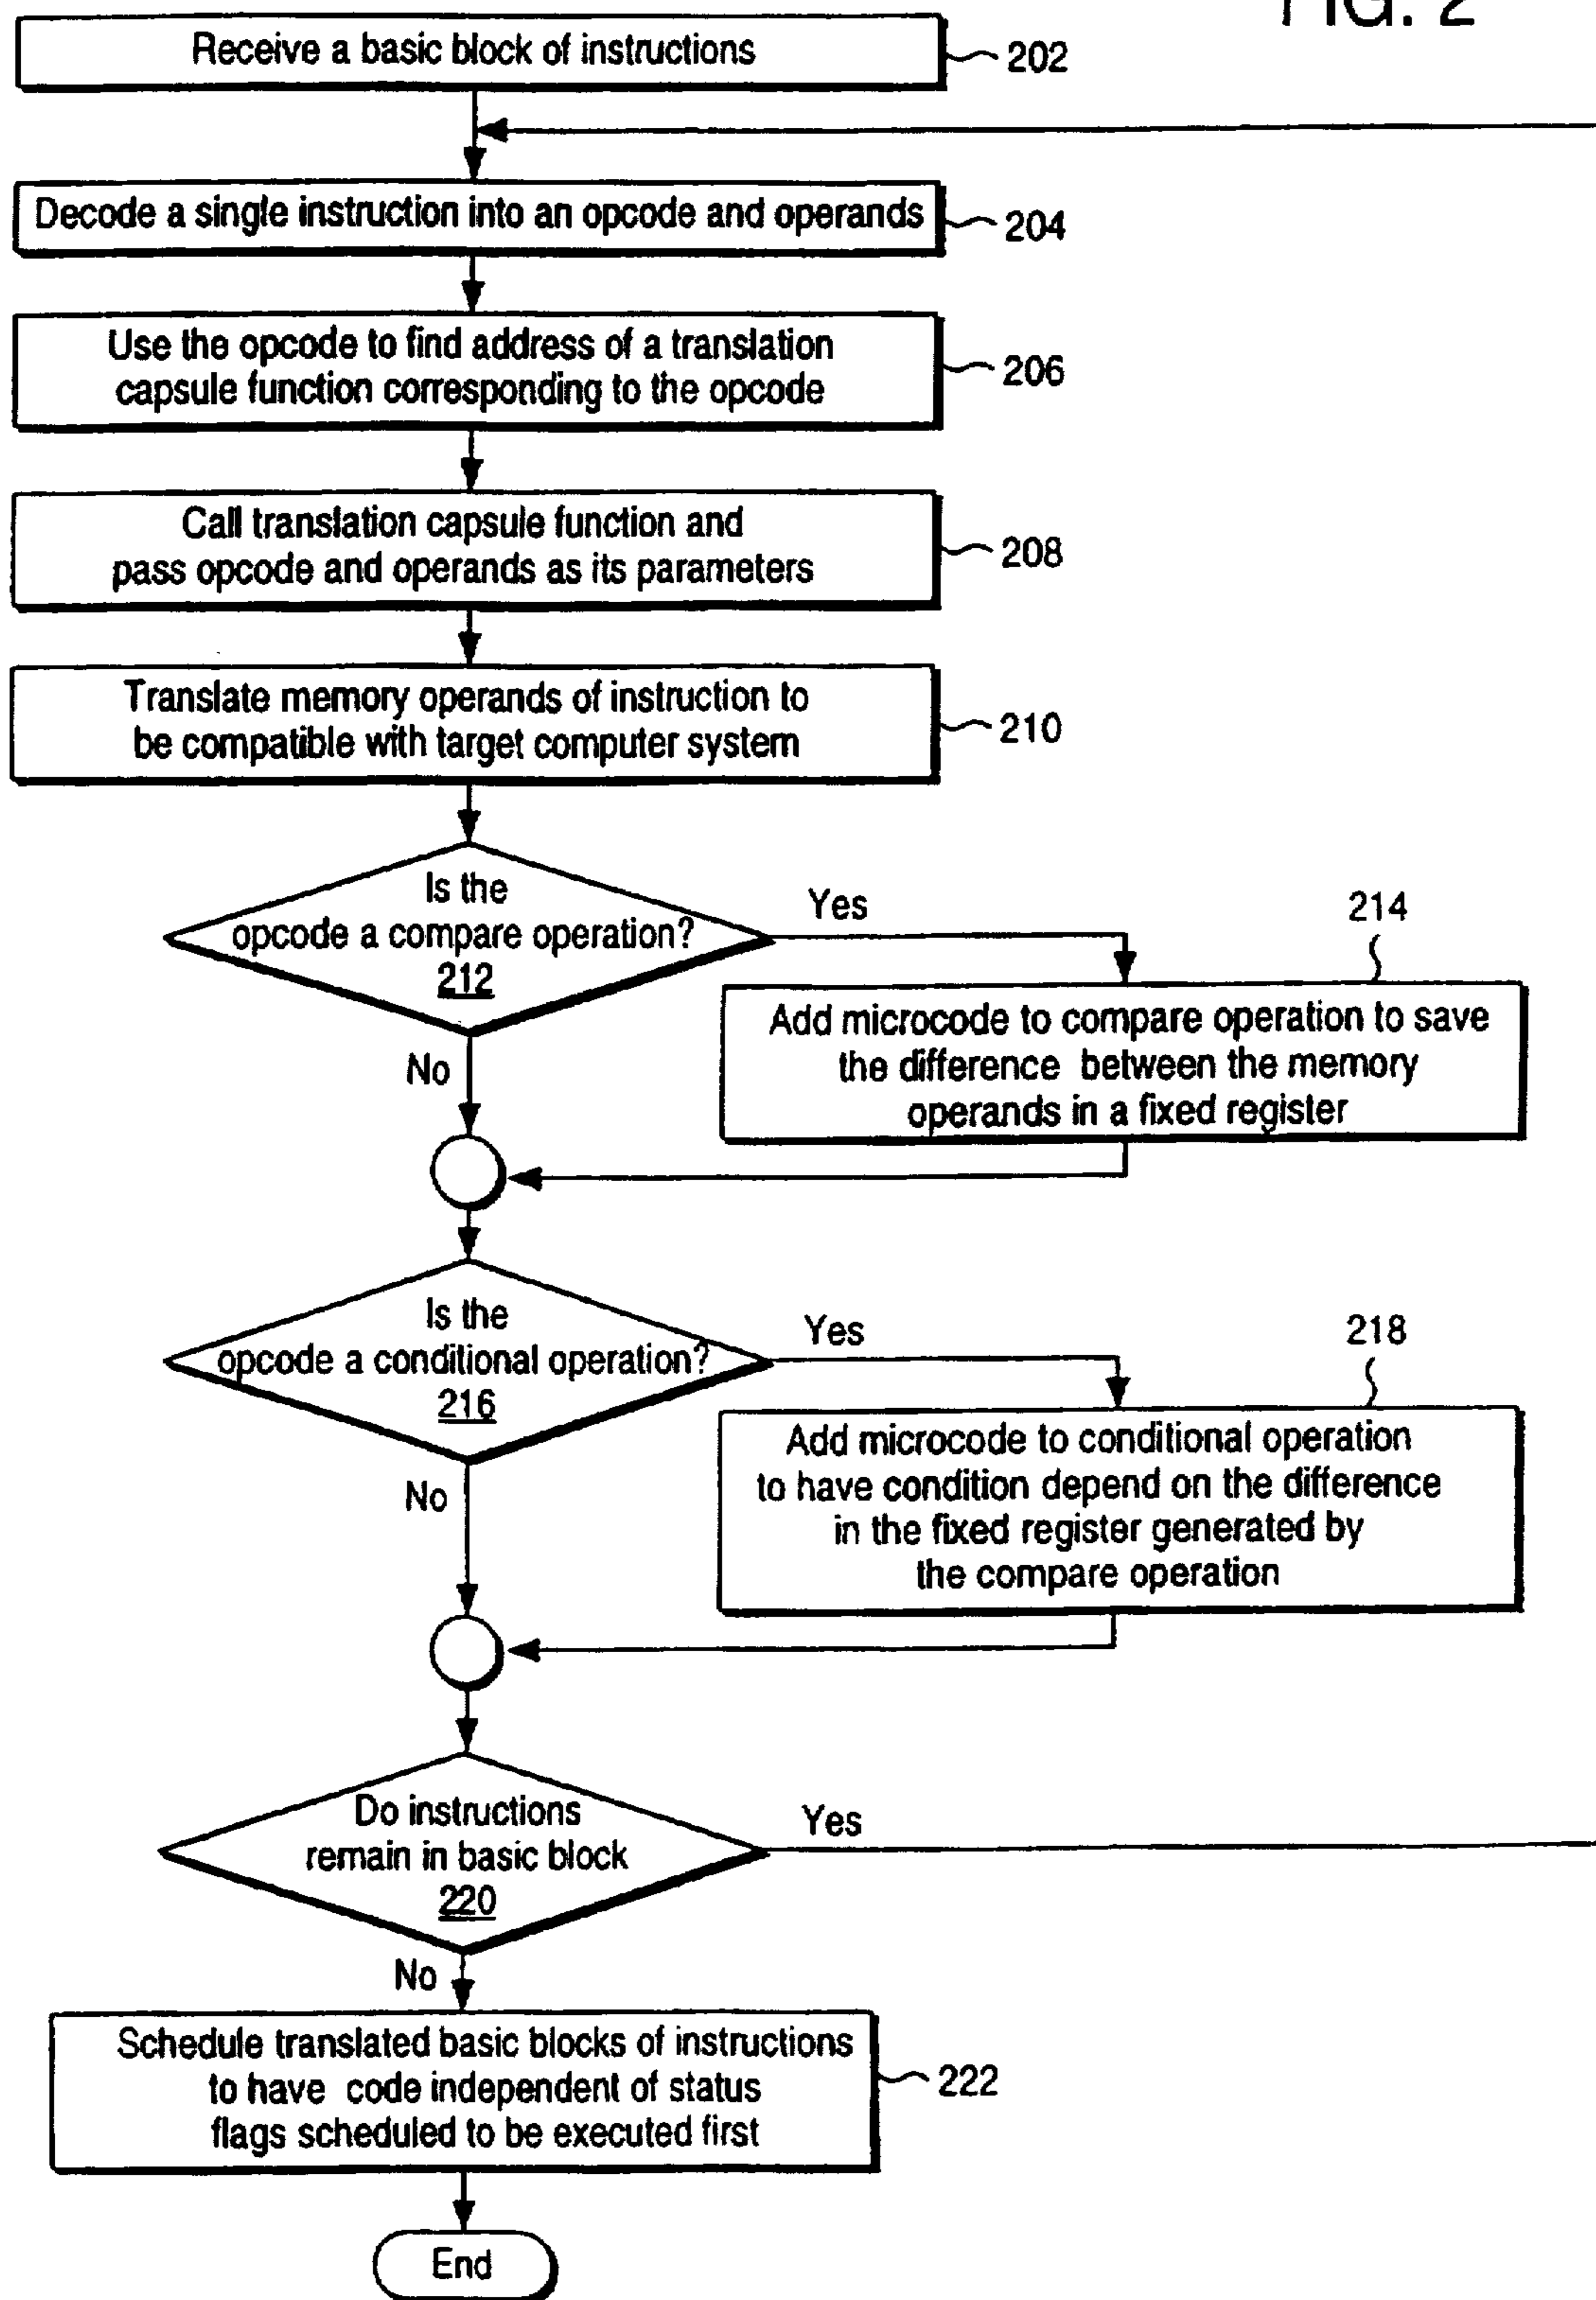 FIG. 2
Receive a basic block of instructions
202
Decode a single instruction into an opcode and operands
204
Use the opcode to find address of a translation
capsule function corresponding to the opcode
206
Call translation capsule function and
pass opcode and operands as its parameters
208
Translate memory operands of instruction to
be compatible with target computer system
210
Is the
opcode a compare operation?
212
Yes
No
214
Add microcode to compare operation to save
the difference between the memory
operands in a fixed register
Is the
opcode a conditional operation?
216
Yes
No
218
Add microcode to conditional operation
to have condition depend on the difference
in the fixed register generated by
the compare operation
Do instructions
remain in basic block
220
Yes
No
Schedule translated basic blocks of instructions
to have code independent of status
flags scheduled to be executed first
222
End